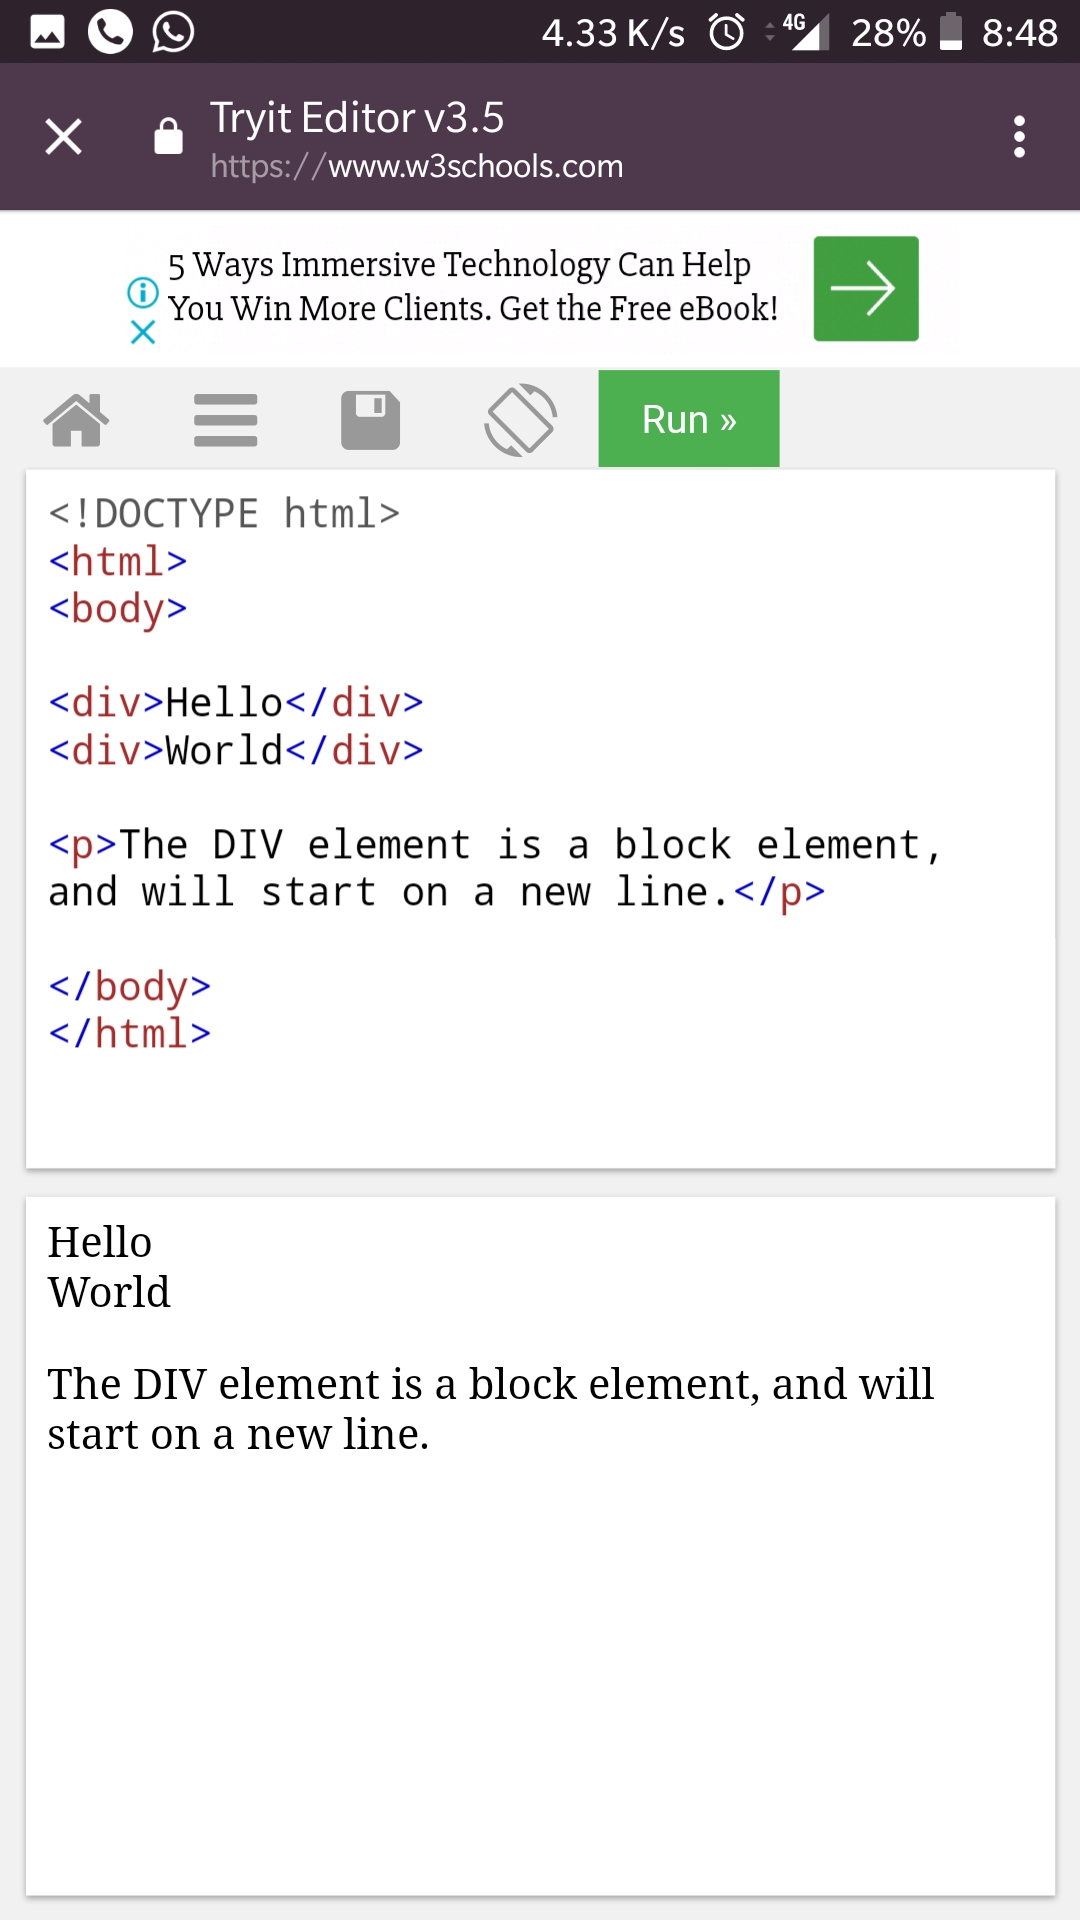 4.33 K/s 4G 28% 8:48
Tryit Editor v3.5
https://www.w3schools.com
5 Ways Immersive Technology Can Help
You Win More Clients. Get the Free eBook!
Run »
<!DOCTYPE html>
<html>
<body>
<div>Hello</div>
<div>World</div>
<p>The DIV element is a block element,
and will start on a new line.</p>
</body>
</html>
Hello
World
The DIV element is a block element, and will
start on a new line.